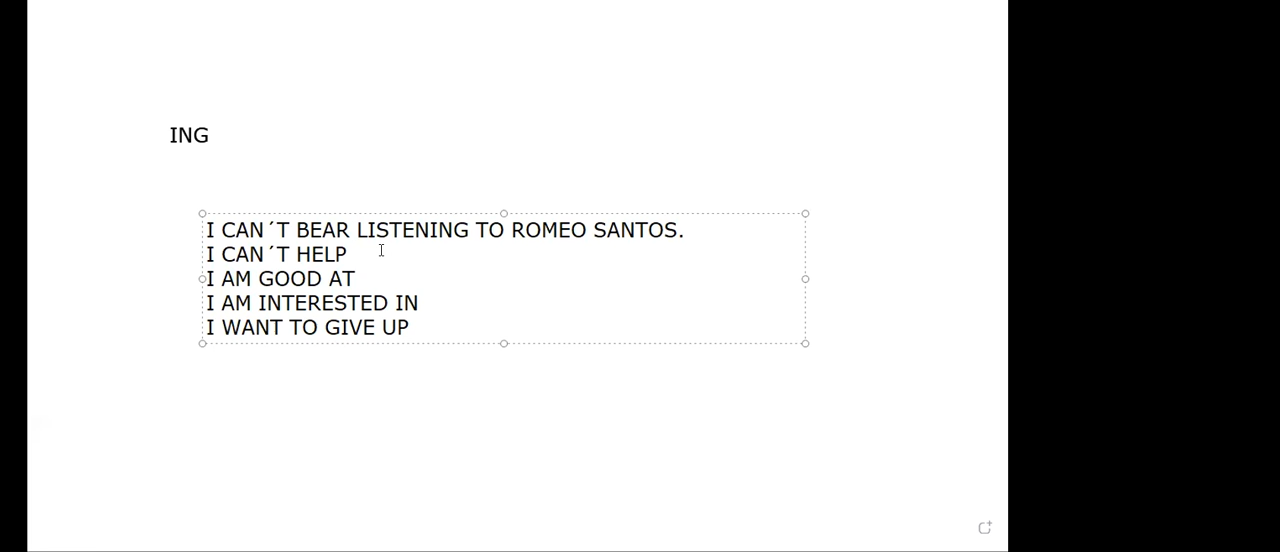 ING
I CAN´T BEAR LISTENING TO ROMEO SANTOS.
I CAN´T HELP
I AM GOOD AT
I AM INTERESTED IN
I WANT TO GIVE UP